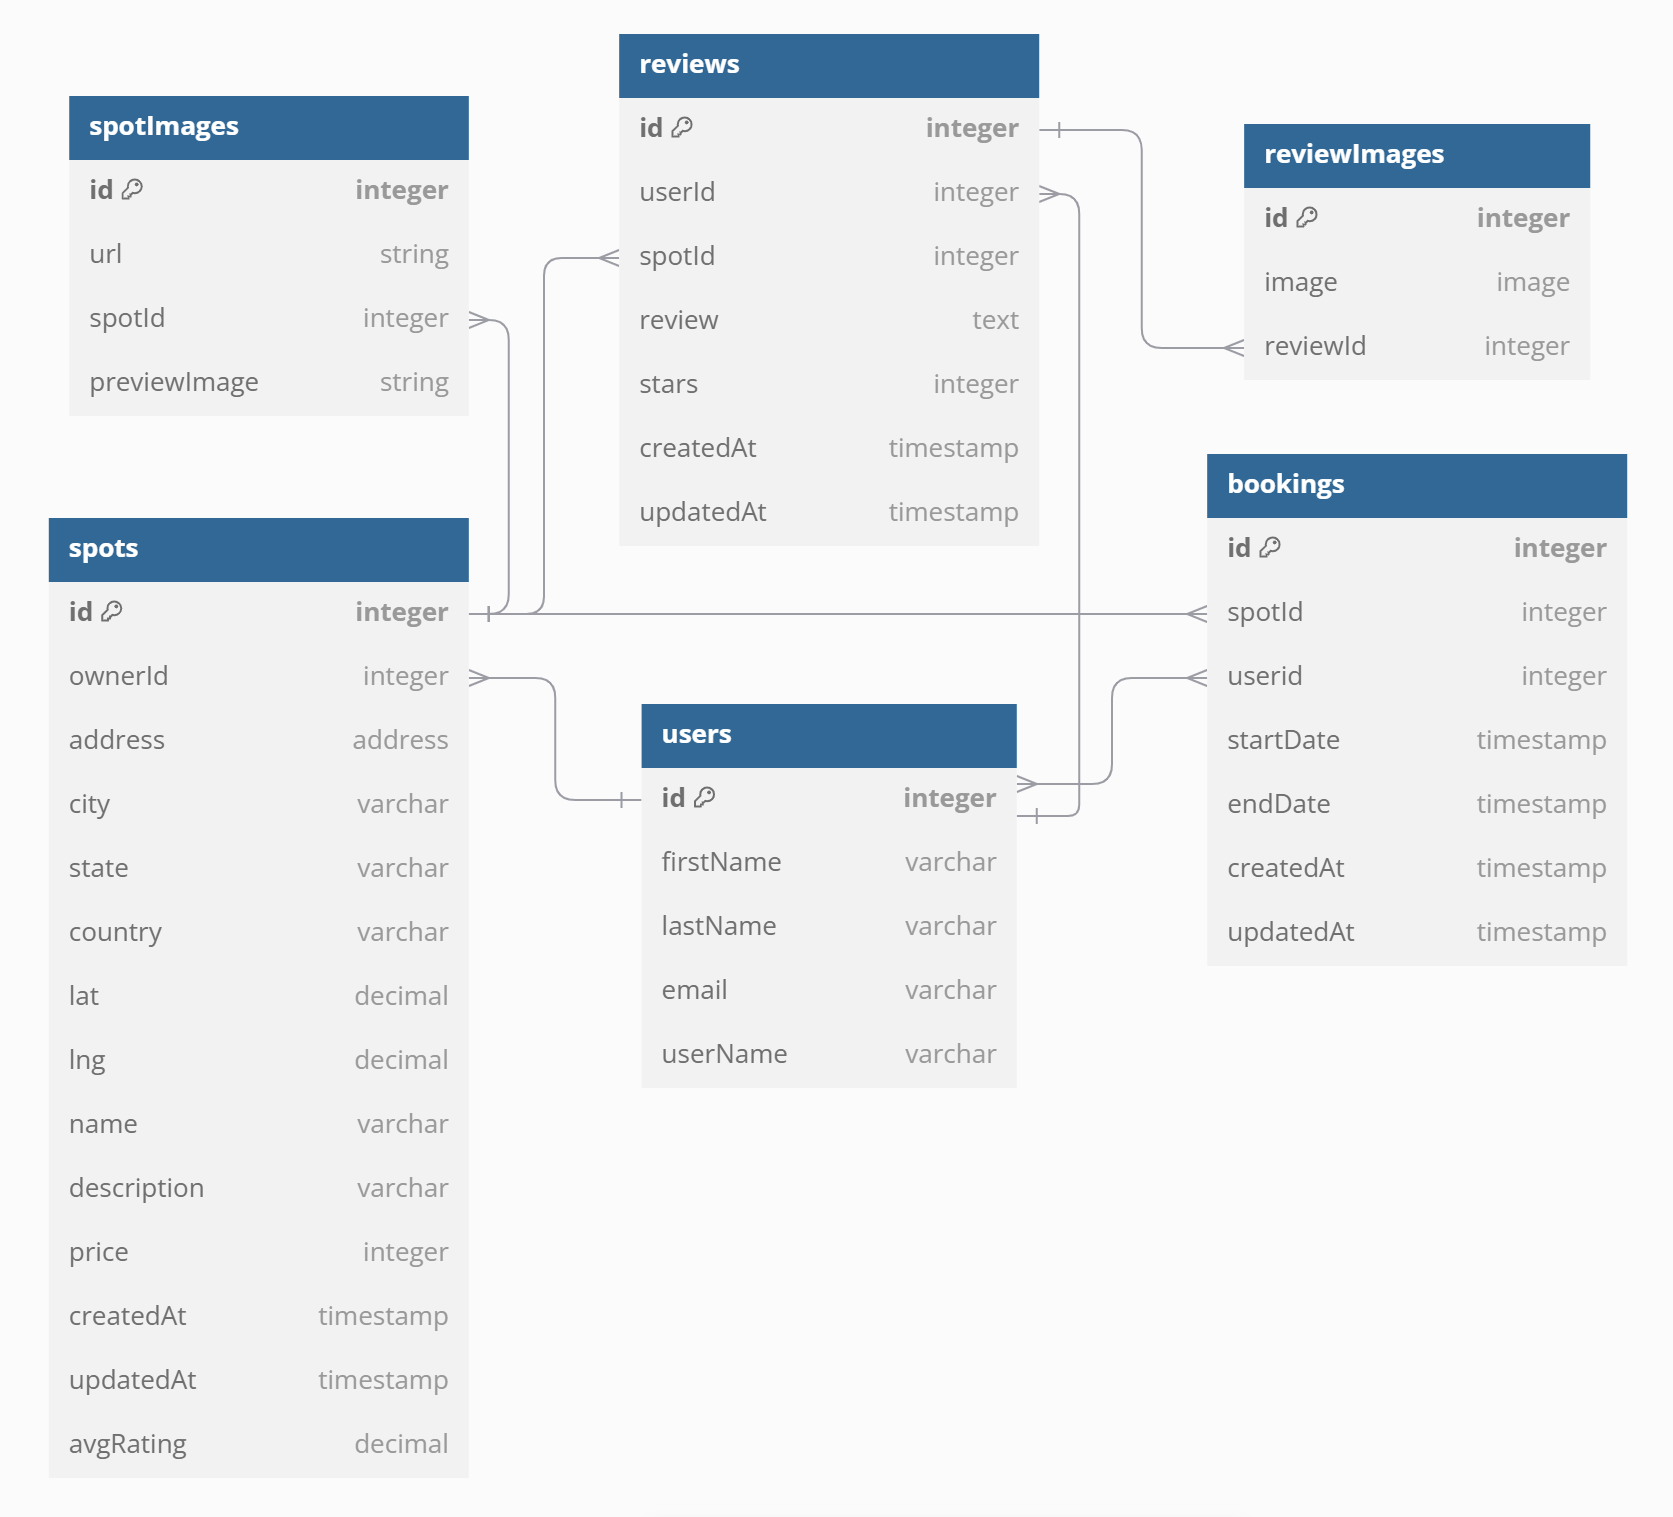 spotImages
id integer
url string
spotId integer
previewImage string
reviews
id integer
userId integer
spotId integer
review text
stars integer
createdAt timestamp
updatedAt timestamp
reviewImages
id integer
image image
reviewId integer
bookings
id integer
spotId integer
userid integer
startDate timestamp
endDate timestamp
createdAt timestamp
updatedAt timestamp
spots
id integer
ownerId integer
address address
city varchar
state varchar
country varchar
lat decimal
lng decimal
name varchar
description varchar
price integer
createdAt timestamp
updatedAt timestamp
avgRating decimal
users
id integer
firstName varchar
lastName varchar
email varchar
userName varchar